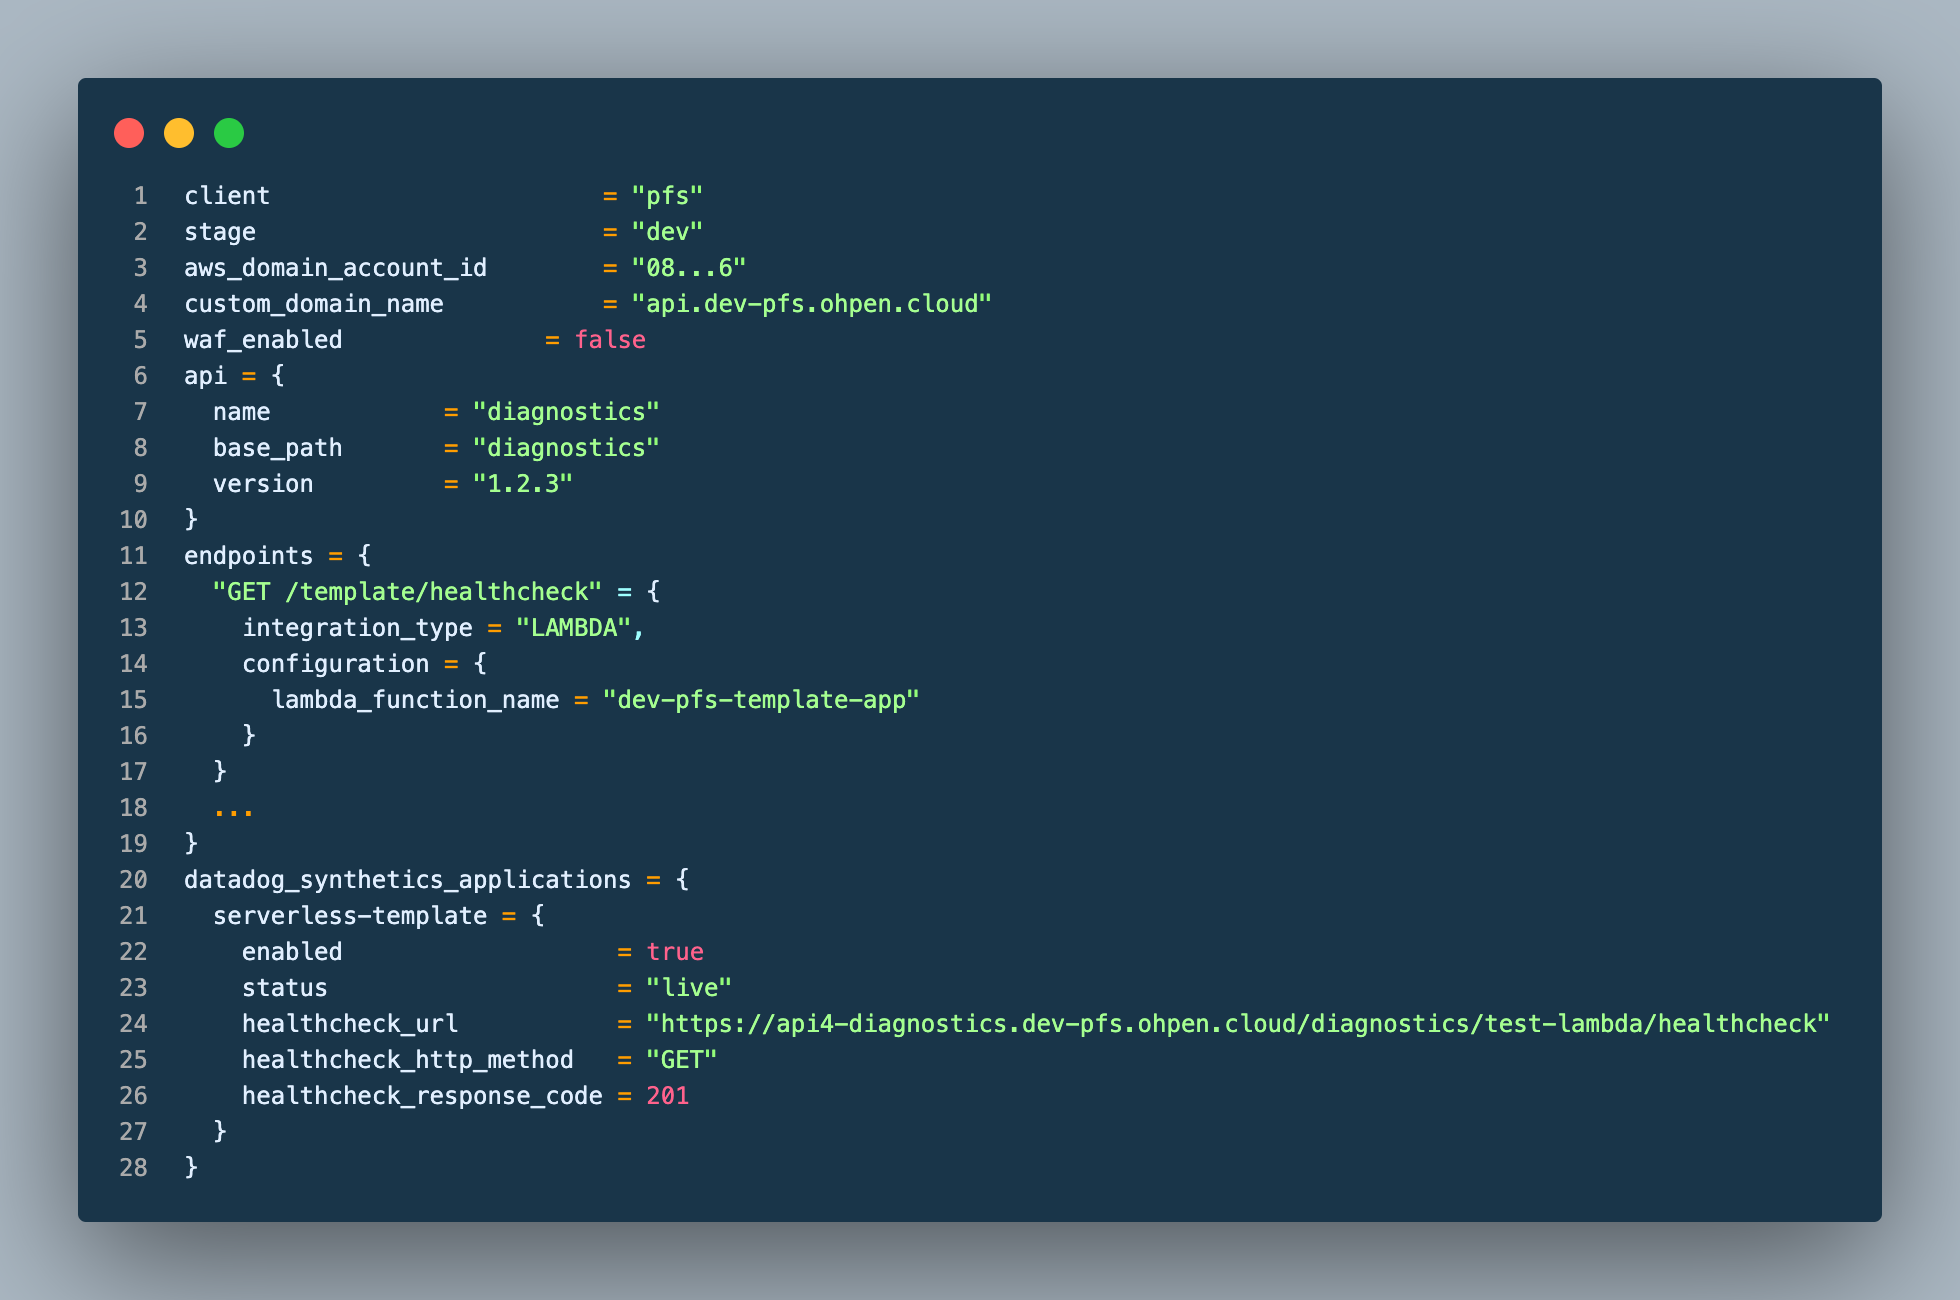 1 client                       = "pfs"
2 stage                        = "dev"
3 aws_domain_account_id        = "08...6"
4 custom_domain_name           = "api.dev-pfs.ohpen.cloud"
5 waf_enabled              = false
6 api = {
7   name            = "diagnostics"
8   base_path       = "diagnostics"
9   version         = "1.2.3"
10 }
11 endpoints = {
12   "GET /template/healthcheck" = {
13     integration_type = "LAMBDA",
14     configuration = {
15       lambda_function_name = "dev-pfs-template-app"
16     }
17   }
18   ...
19 }
20 datadog_synthetics_applications = {
21   serverless-template = {
22     enabled                   = true
23     status                    = "live"
24     healthcheck_url           = "https://api4-diagnostics.dev-pfs.ohpen.cloud/diagnostics/test-lambda/healthcheck"
25     healthcheck_http_method   = "GET"
26     healthcheck_response_code = 201
27   }
28 }